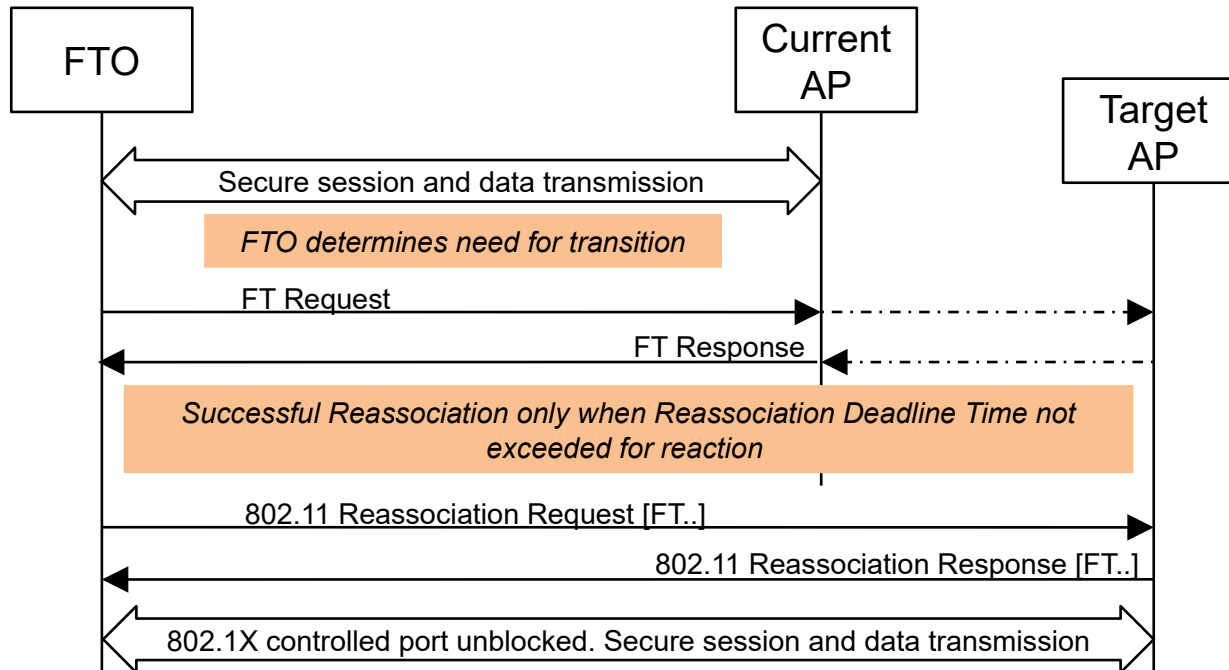 FTO
Current
AP
Target
AP
Secure session and data transmission
FTO determines need for transition
FT Request
FT Response
Successful Reassociation only when Reassociation Deadline Time not
exceeded for reaction
802.11 Reassociation Request [FT..]
802.11 Reassociation Response [FT..]
802.1X controlled port unblocked. Secure session and data transmission